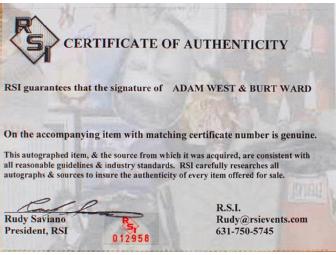 RSI
CERTIFICATE OF AUTHENTICITY
RSI guarantees that the signature of ADAM WEST & BURT WARD
On the accompanying item with matching certificate number is genuine.
This autographed item, & the source from which it was acquired, are consistent with
all reasonable guidelines & industry standards. RSI carefully researches all
autographs & sources to insure the authenticity of every item offered for sale.
Rudy Saviano
President, RSI
RSI
012958
R.S.I.
Rudy@rsievents.com
631-750-5745